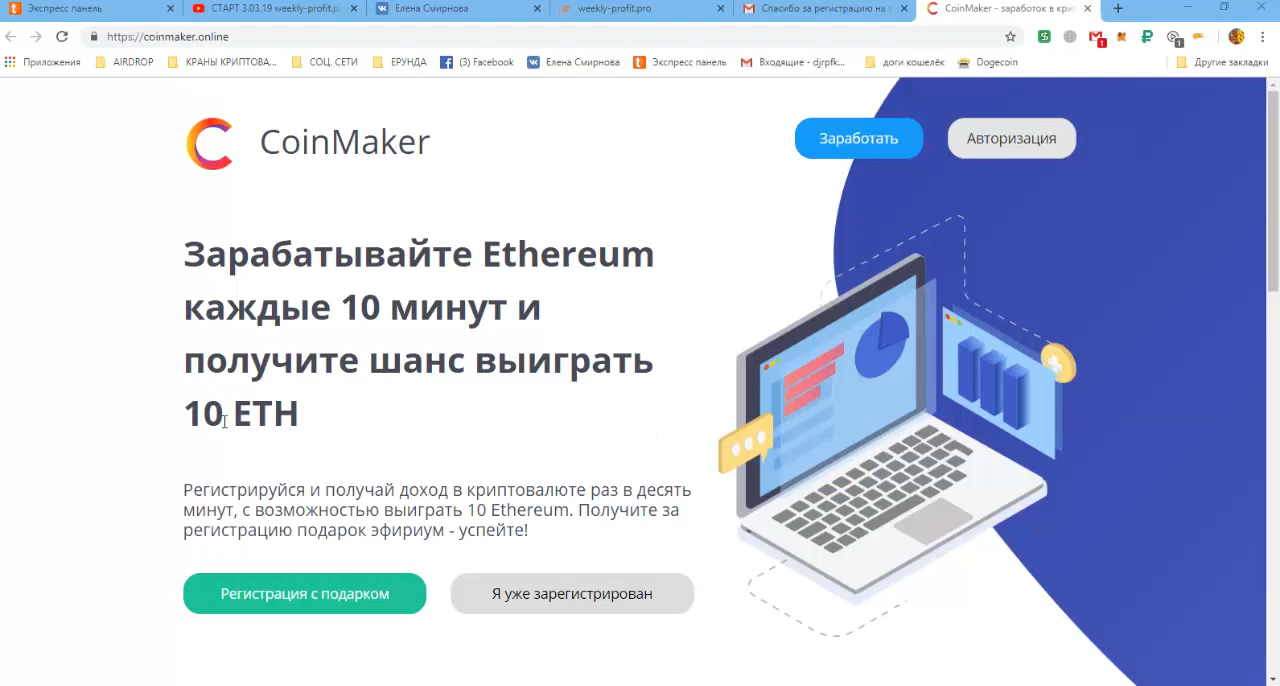 Экспресс панель
СТАРТ 3.03.19 weekly-profit.p
Елена Смирнова
weekly-profit.pro
Спасибо за регистрацию на
CoinMaker - заработок в кри
https://coinmaker.online
Приложения
AIRDROP
КРАНЫ КРИПТОВА...
СОЦ. СЕТИ
ЕРУНДА
(3) Facebook
Елена Смирнова
Экспресс панель
Входящие - djrpfk...
доги кошелёк
Dogecoin
Другие закладки
CoinMaker
Заработать
Авторизация
Зарабатывайте Ethereum
каждые 10 минут и
получите шанс выиграть
10 ETH
Регистрируйся и получай доход в криптовалюте раз в десять
минут, с возможностью выиграть 10 Ethereum. Получите за
регистрацию подарок эфириум - успейте!
Регистрация с подарком
Я уже зарегистрирован